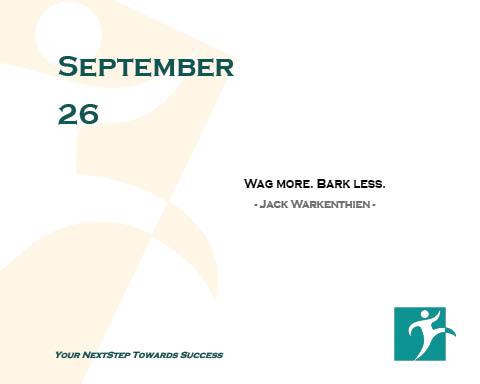 September
26
Wag more. Bark less.
- Jack Warkenthien -
Your NextStep Towards Success